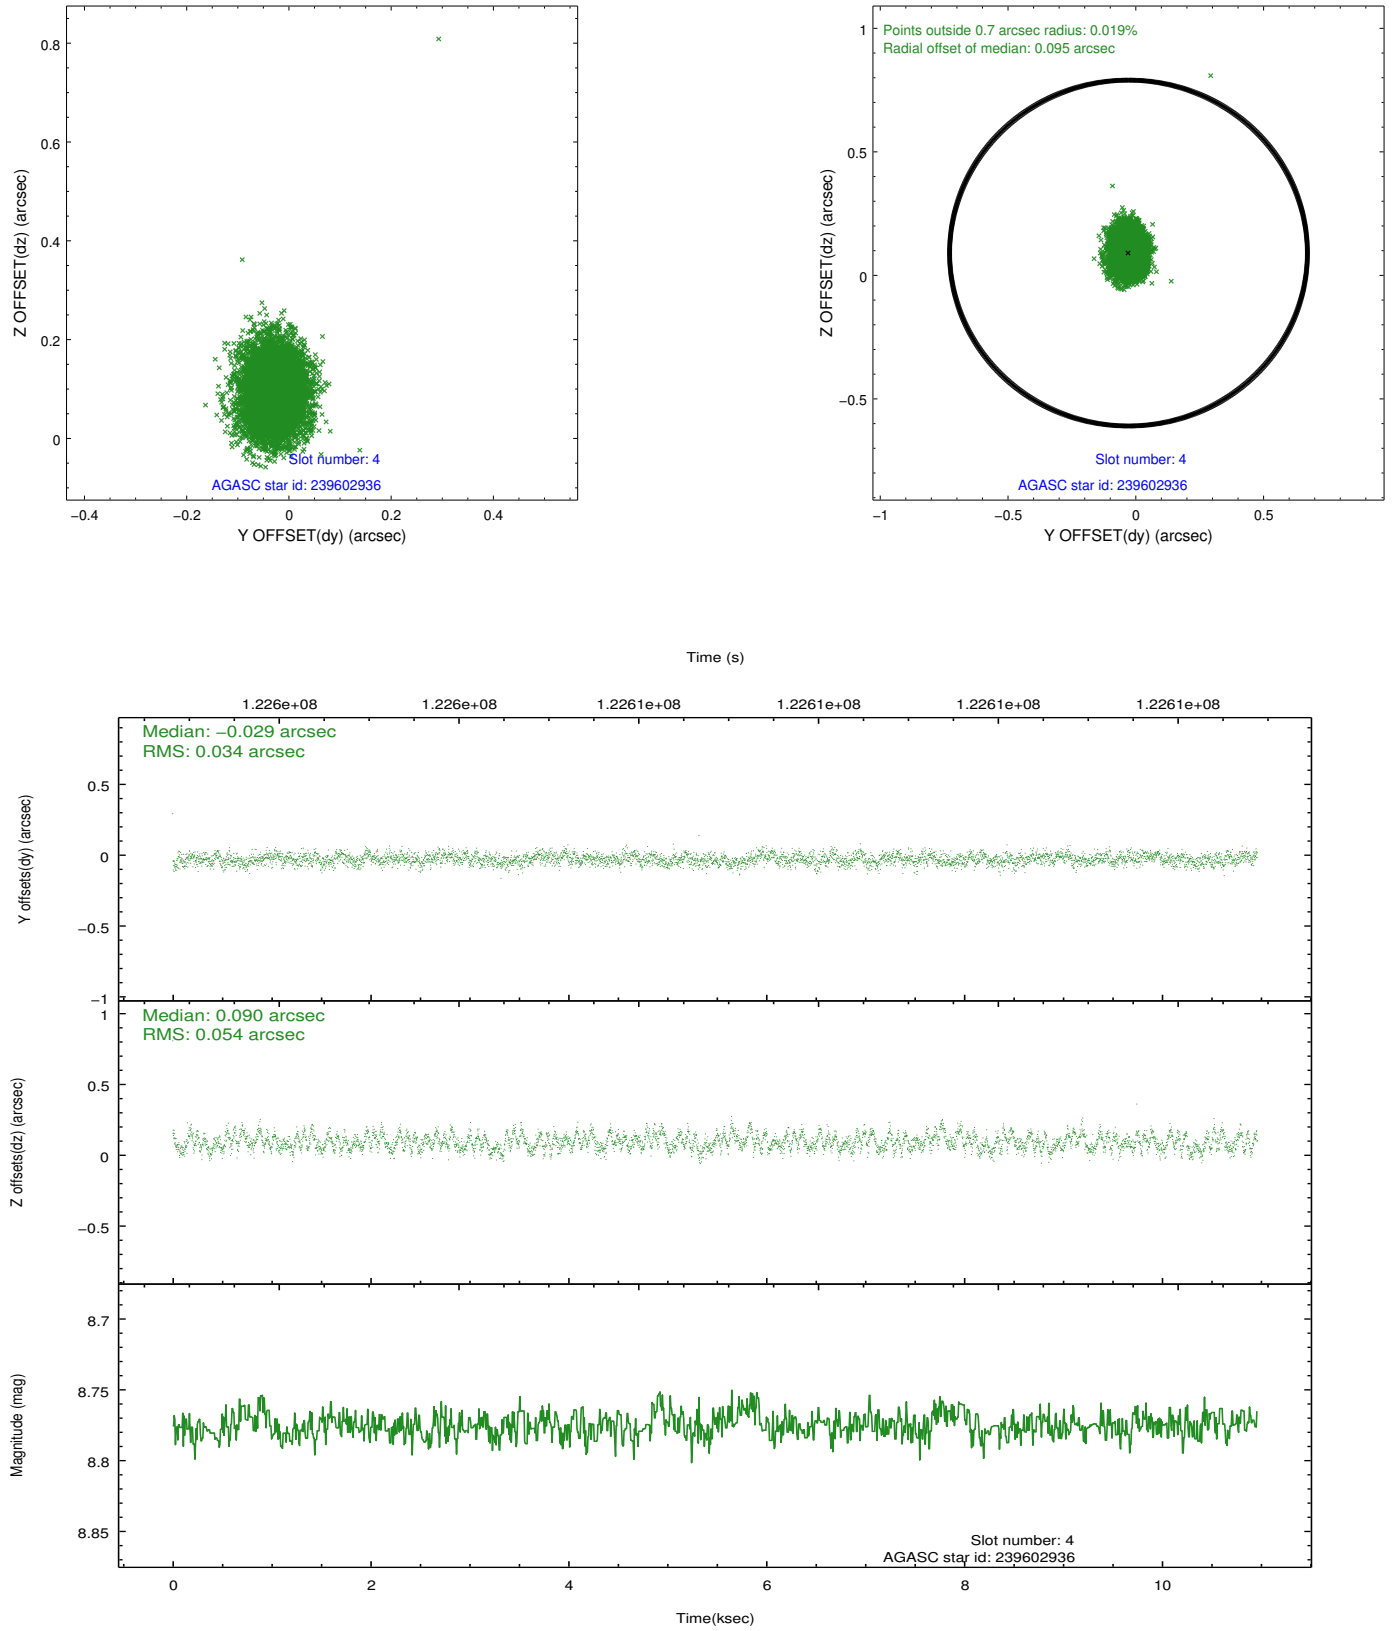 0.8
0.6
0.4
0.2
0
−0.4
−0.2
0
0.2
0.4
Z OFFSET(dz) (arcsec)
Y OFFSET(dy) (arcsec)
Slot number: 4
AGASC star id: 239602936
Points outside 0.7 arcsec radius: 0.019%
Radial offset of median: 0.095 arcsec
1
0.5
0
−0.5
−1
−0.5
0
0.5
Z OFFSET(dz) (arcsec)
Y OFFSET(dy) (arcsec)
Slot number: 4
AGASC star id: 239602936
Time (s)
1.226e+08
1.226e+08
1.2261e+08
1.2261e+08
1.2261e+08
1.2261e+08
Median: −0.029 arcsec
RMS: 0.034 arcsec
0.5
0
−0.5
−1
Y offsets(dy) (arcsec)
Median: 0.090 arcsec
RMS: 0.054 arcsec
1
0.5
0
−0.5
Z offsets(dz) (arcsec)
8.7
8.75
8.8
8.85
Magnitude (mag)
Slot number: 4
AGASC star id: 239602936
0
2
4
6
8
10
Time(ksec)